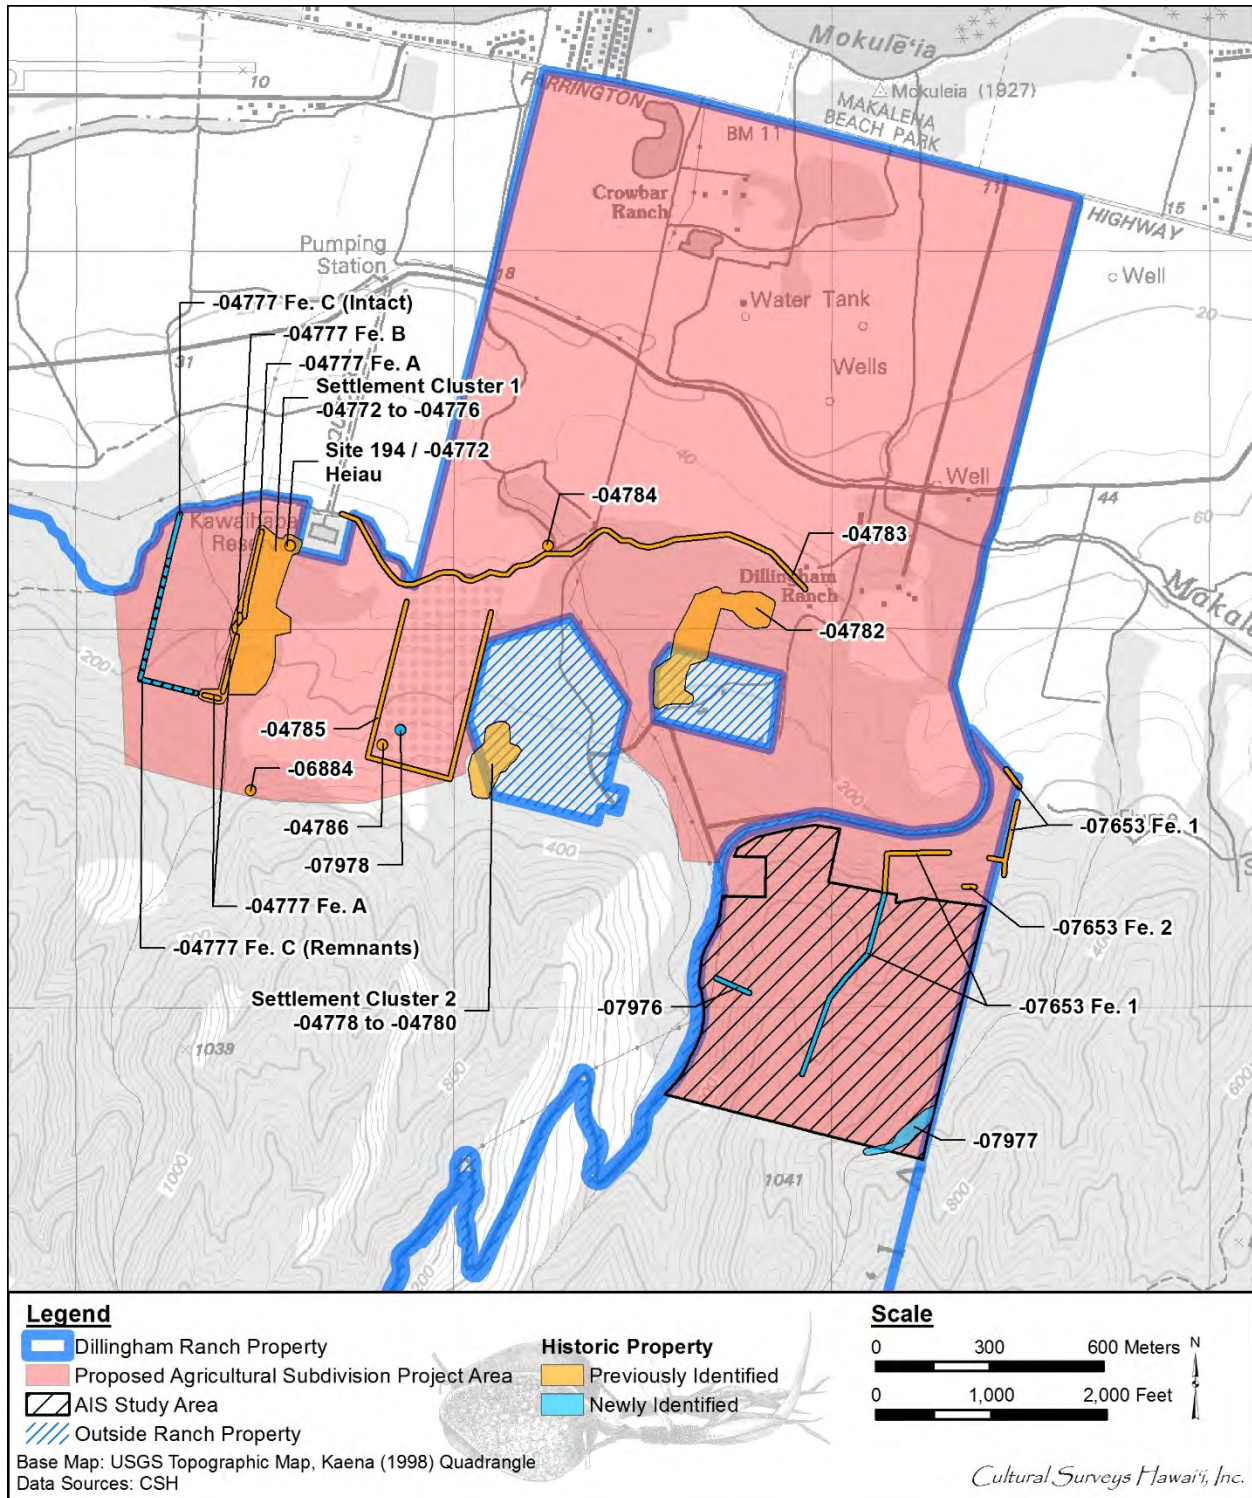 Mokulē‘ia
10
FARRINGTON
Mokuleia (1927)
MAKALENA
BEACH PARK
BM 11
11
15
HIGHWAY
Crowbar
Ranch
Pumping
Station
18
Well
Water Tank
20
-04777 Fe. C (Intact)
-04777 Fe. B
31
-04777 Fe. A
Wells
Settlement Cluster 1
-04772 to -04776
Site 194 / -04772
Heiau
40
Well
44
-04784
60
Kawaihapa
-04783
Dillingham
Ranch
-04782
200
-04785
-06884
200
-04786
400
-07653 Fe. 1
-07978
-04777 Fe. A
-07653 Fe. 2
-04777 Fe. C (Remnants)
Settlement Cluster 2
-04778 to -04780
-07976
-07653 Fe. 1
1039
800
600
-07977
1000
1041
800
Legend
Dillingham Ranch Property
Proposed Agricultural Subdivision Project Area
AIS Study Area
Outside Ranch Property
Historic Property
Previously Identified
Newly Identified
Scale
0 300 600 Meters
0 1,000 2,000 Feet
N
Base Map: USGS Topographic Map, Kaena (1998) Quadrangle
Data Sources: CSH
Cultural Surveys Hawai‘i, Inc.